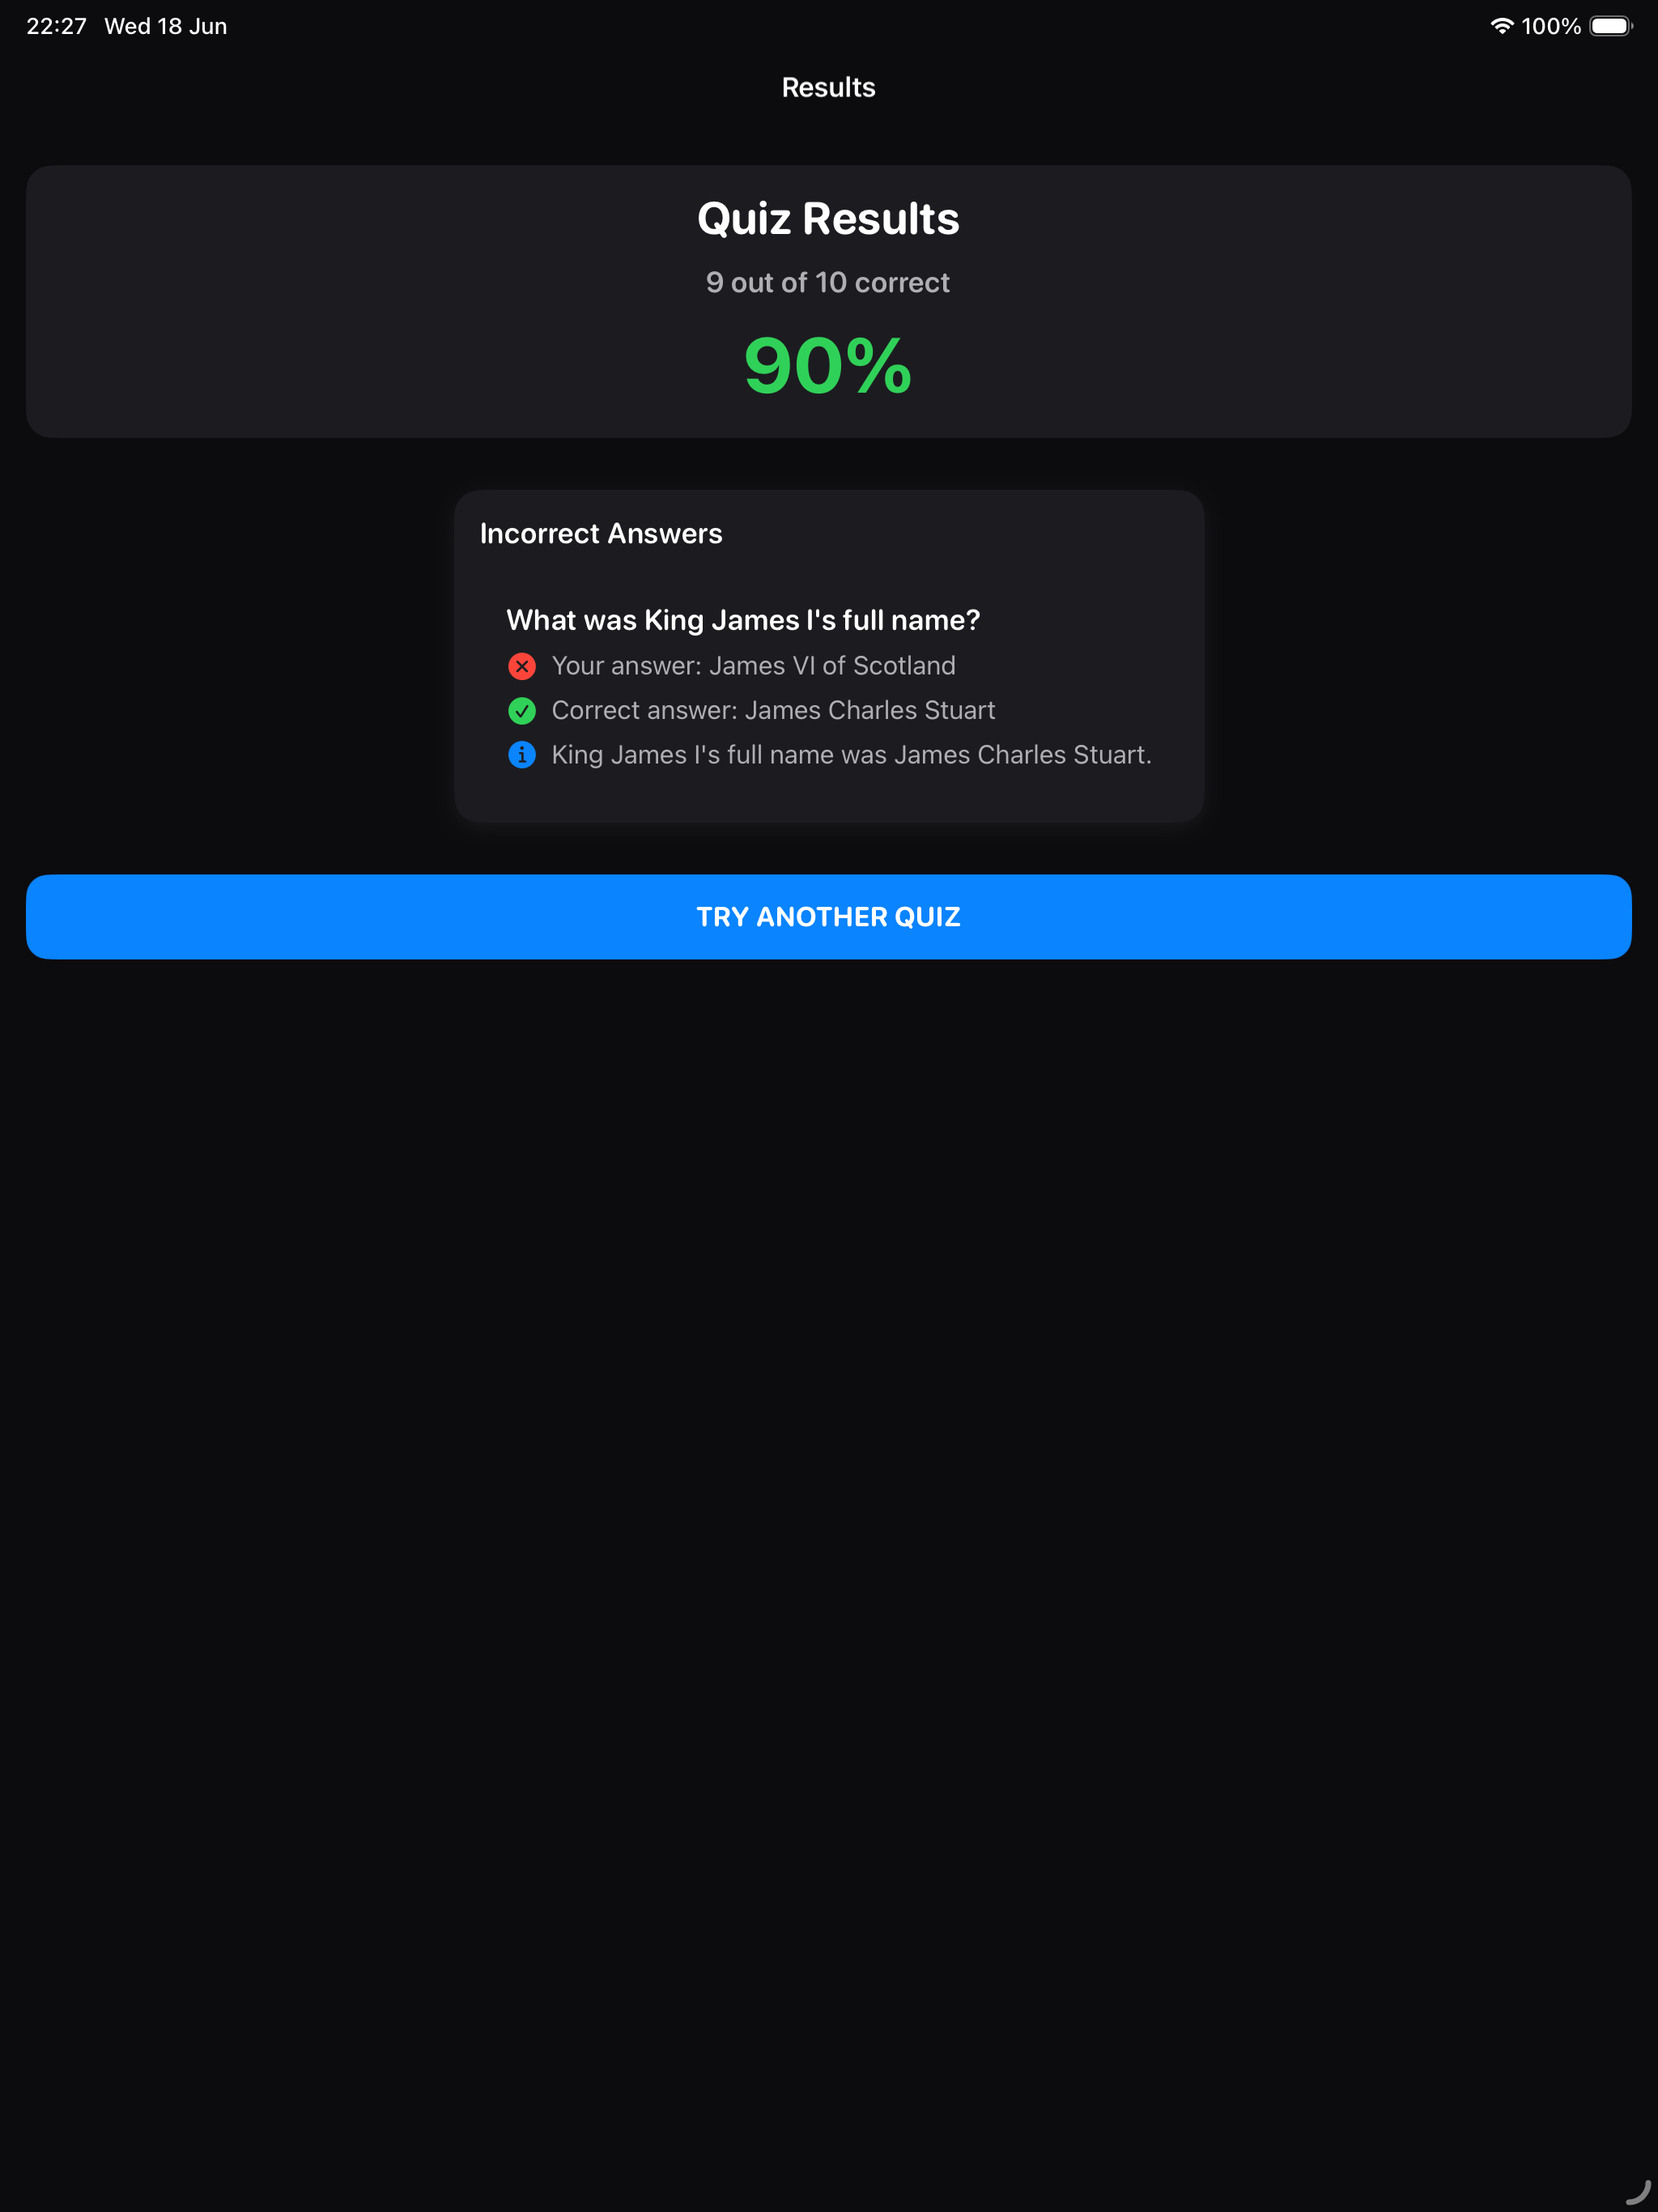 22:27 Wed 18 Jun
100%
Results
Quiz Results
9 out of 10 correct
90%
Incorrect Answers
What was King James I's full name?
Your answer: James VI of Scotland
Correct answer: James Charles Stuart
King James I's full name was James Charles Stuart.
TRY ANOTHER QUIZ